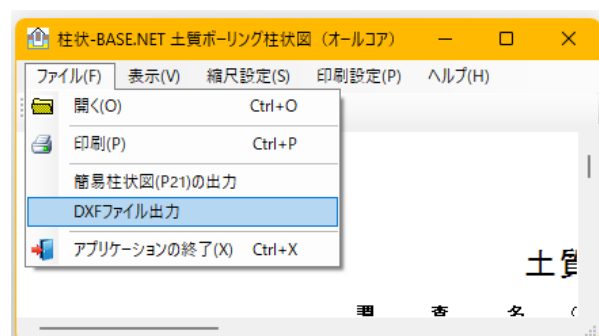 柱状-BASE.NET 土質ボーリング柱状図（オールコア）
ファイル(F) 表示(V) 縮尺設定(S) 印刷設定(P) ヘルプ(H)
開く(O) Ctrl+O
印刷(P) Ctrl+P
簡易柱状図(P21)の出力
DXFファイル出力
アプリケーションの終了(X) Ctrl+X
土質
調 査 名